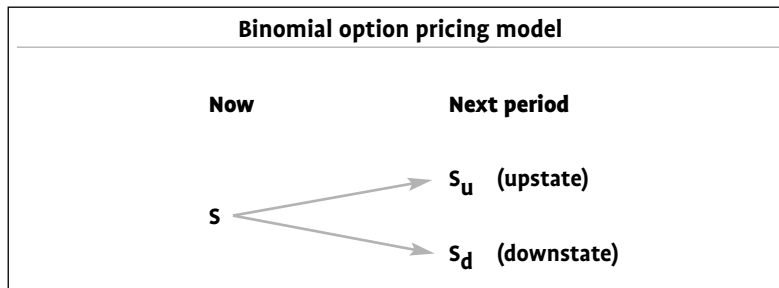 Binomial option pricing model
Now Next period
Su (upstate)
S
Sd (downstate)